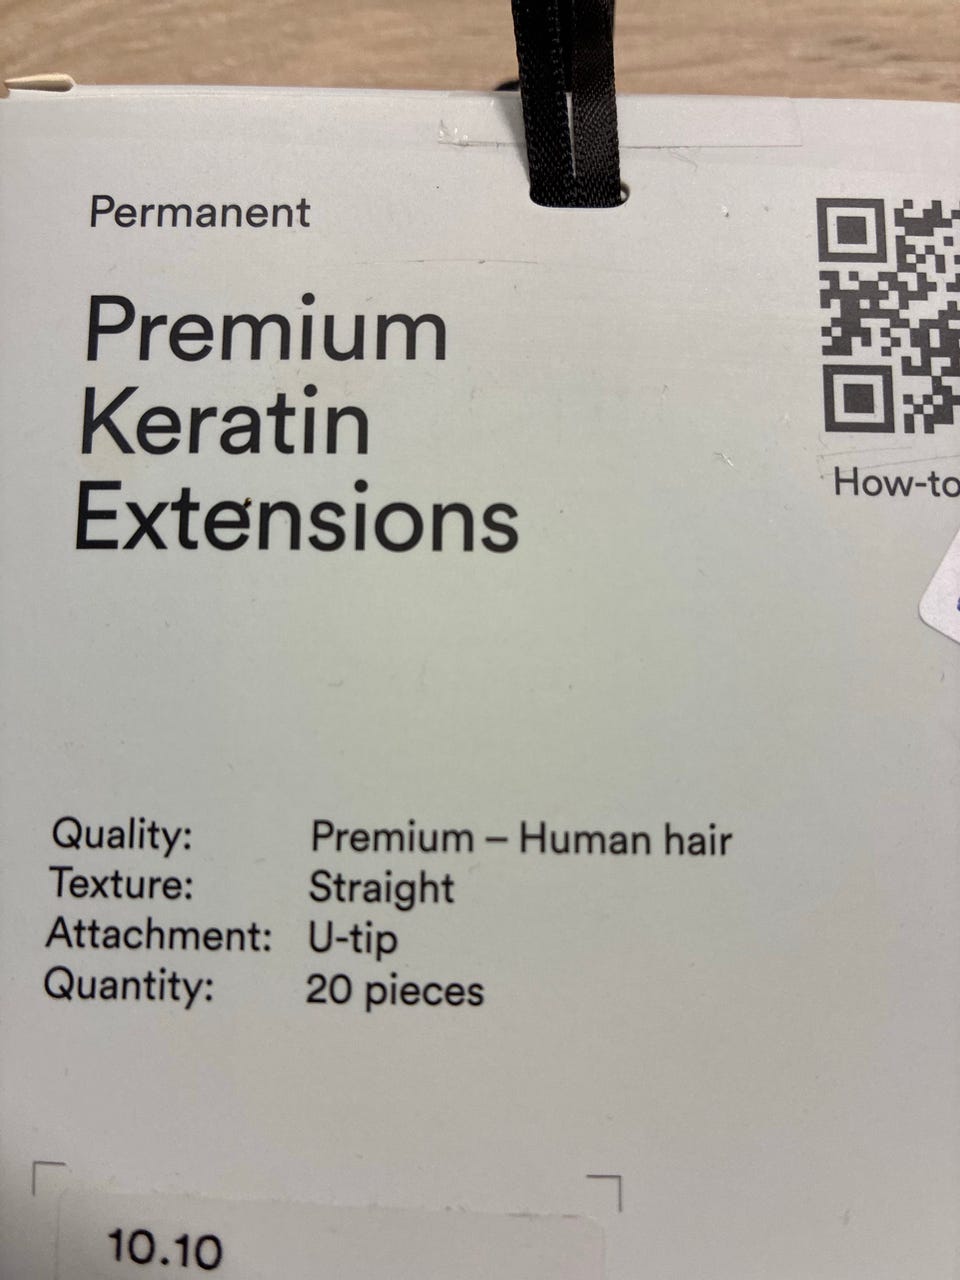 Permanent
Premium
Keratin
Extensions
How-to
Quality: Premium – Human hair
Texture: Straight
Attachment: U-tip
Quantity: 20 pieces
10.10